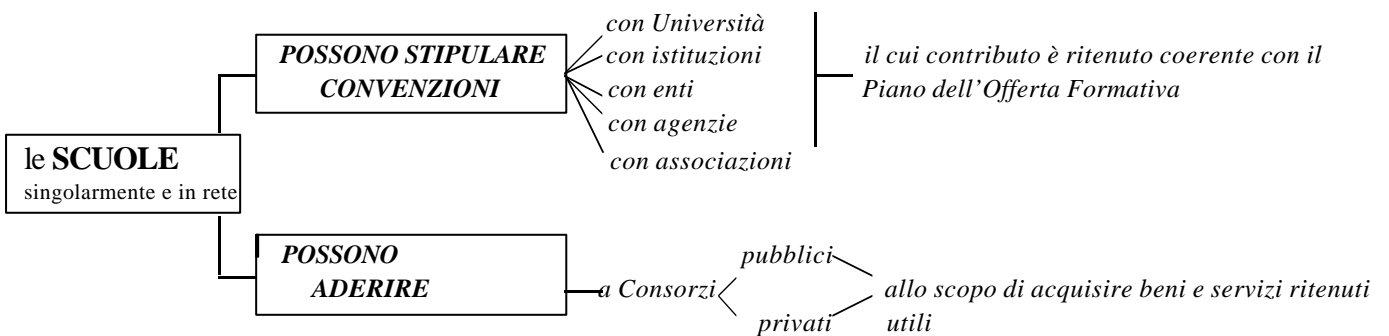 le SCUOLE
singolarmente e in rete
POSSONO STIPULARE
CONVENZIONI
con Università
con istituzioni
con enti
con agenzie
con associazioni
il cui contributo è ritenuto coerente con il
Piano dell’Offerta Formativa
POSSONO
ADERIRE
a Consorzi
pubblici
privati
allo scopo di acquisire beni e servizi ritenuti
utili